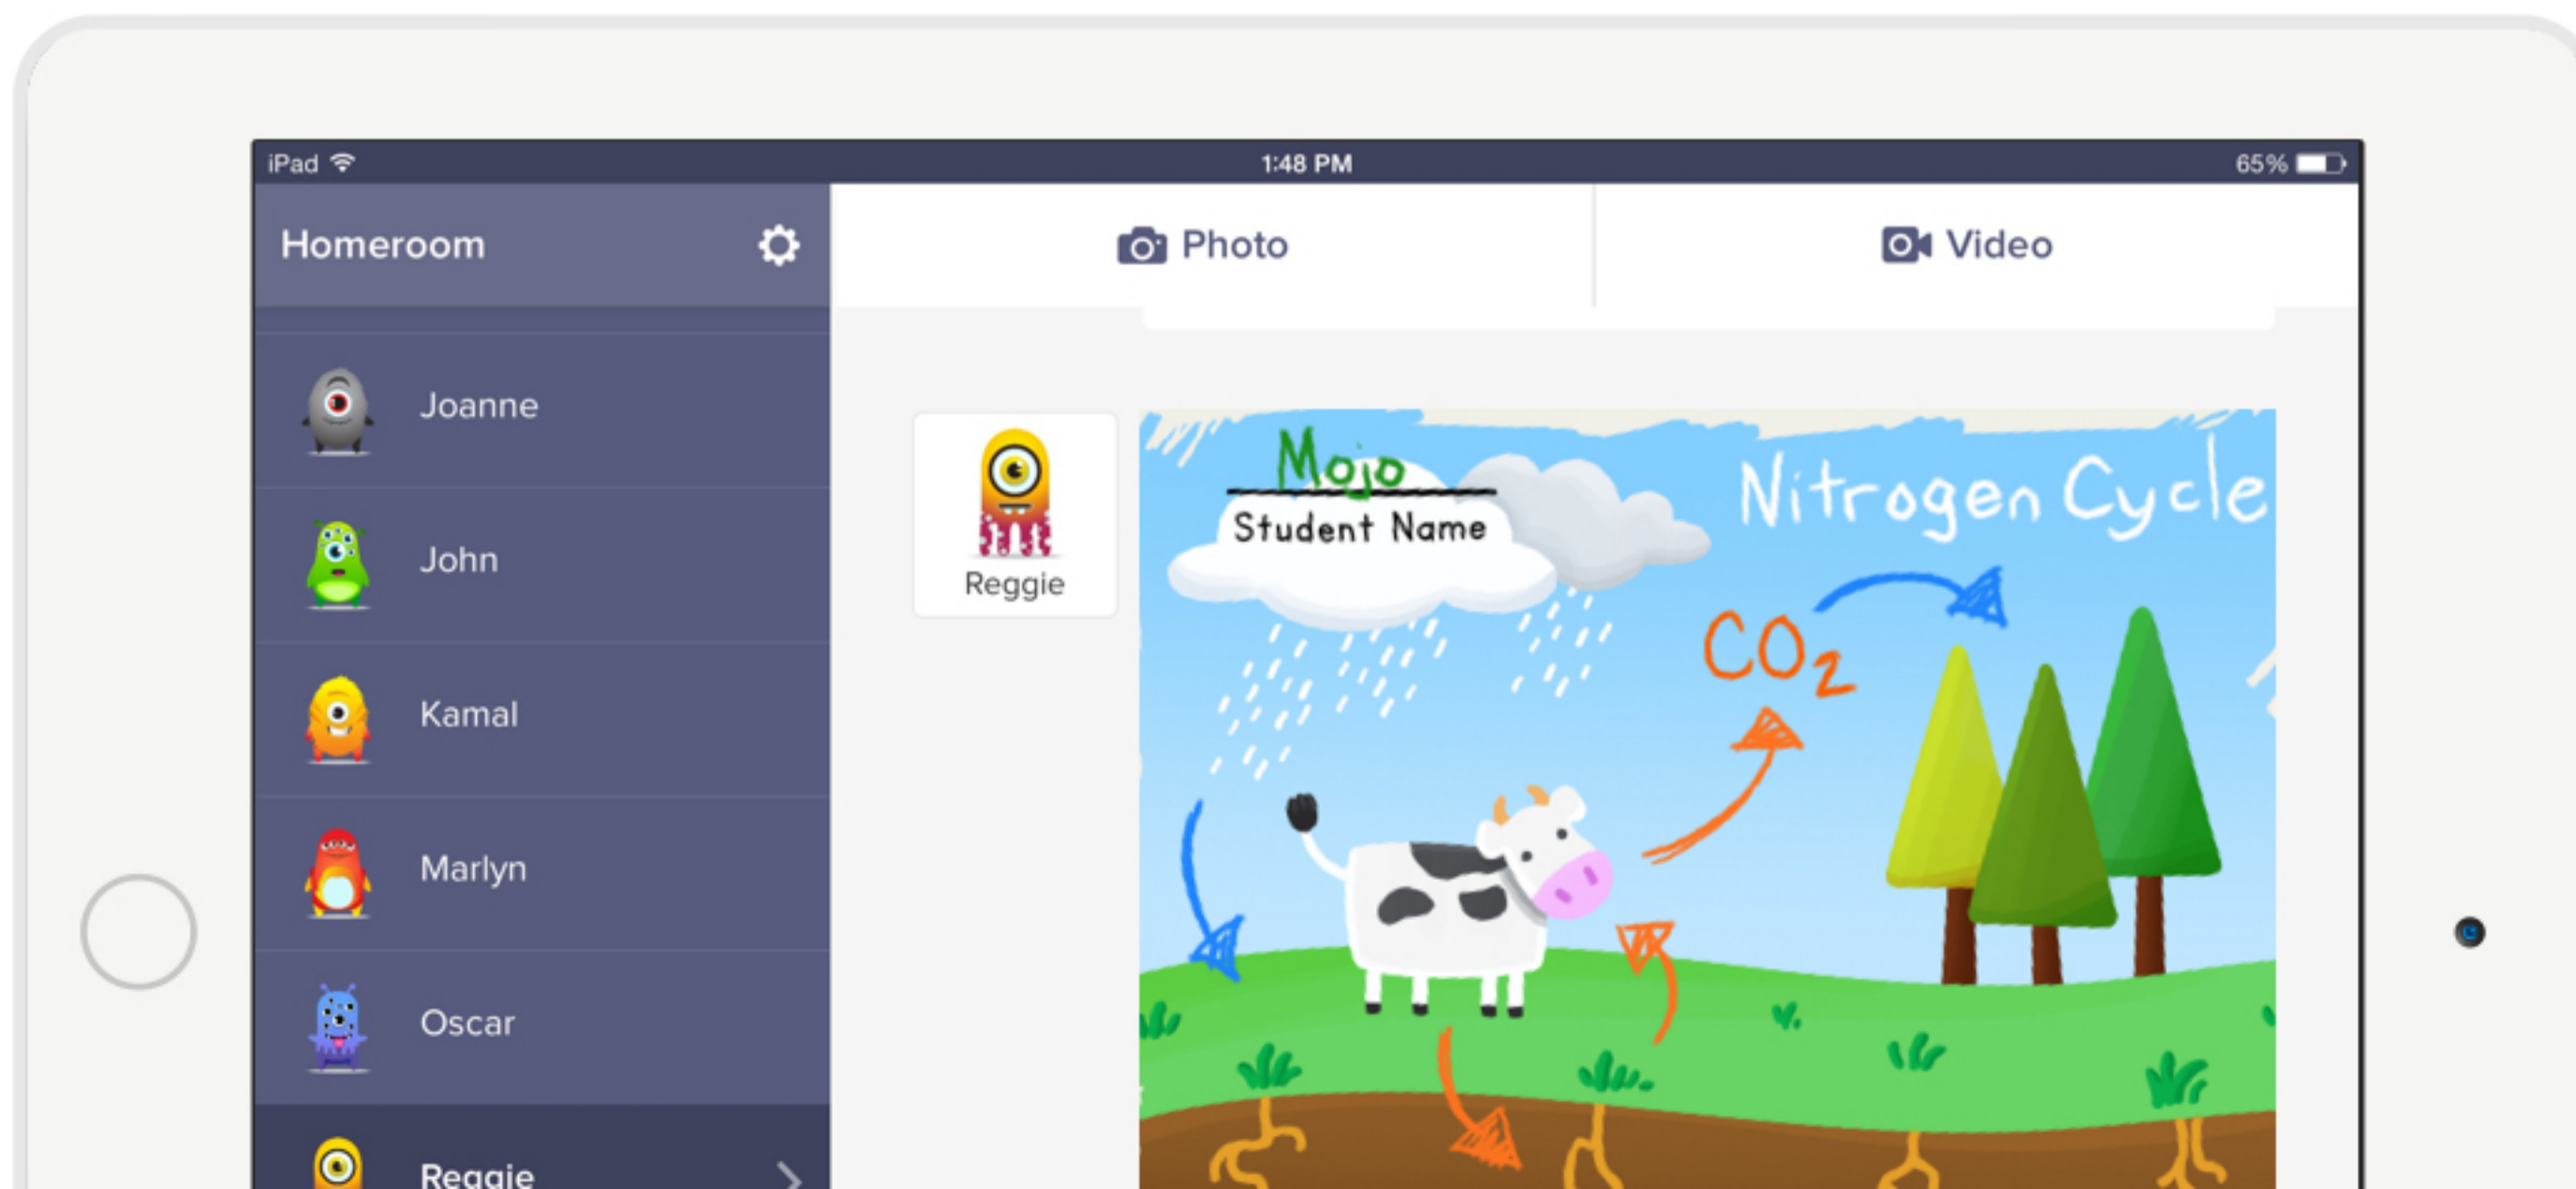 iPad 1:48 PM 65%
Homeroom
Photo
Video
Joanne
John
Kamal
Marlyn
Oscar
Reggie
Reggie
Mojo
Student Name
Nitrogen Cycle
CO₂